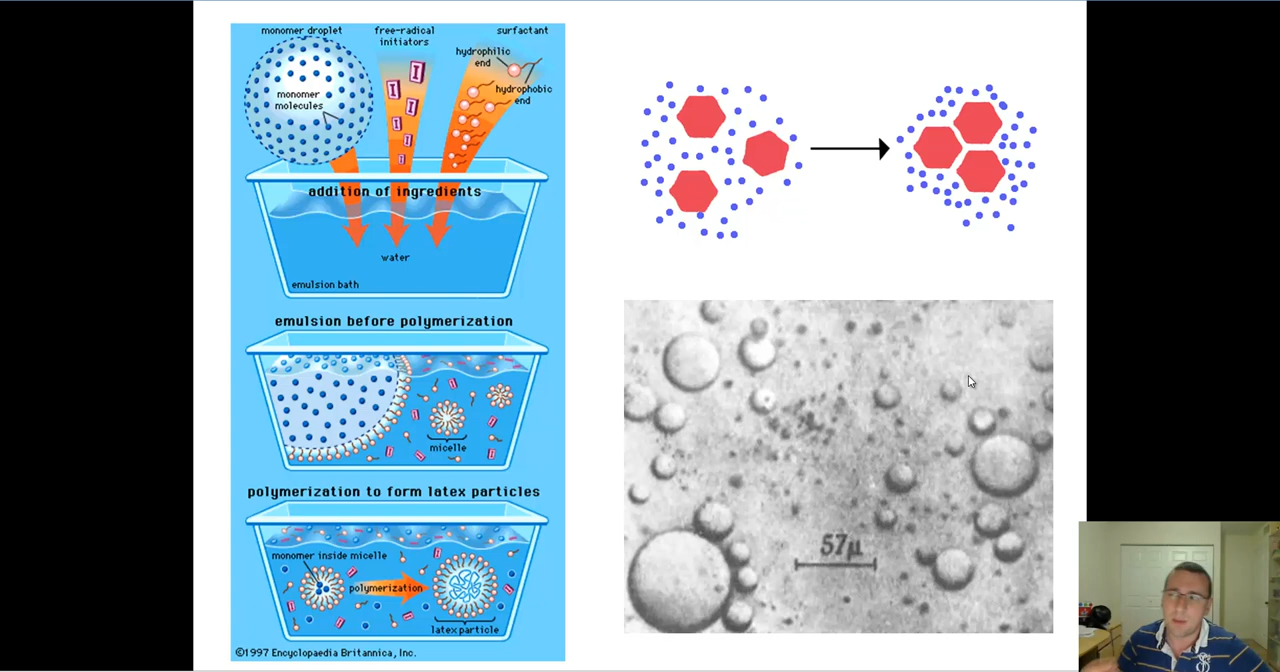 monomer droplet
free-radical
initiators
surfactant
hydrophilic
end
hydrophobic
end
monomer
molecules
I
I
I
I
I
I
addition of ingredients
water
emulsion bath
emulsion before polymerization
micelle
polymerization to form latex particles
monomer inside micelle
polymerization
latex particle
©1997 Encyclopaedia Britannica, Inc.
57µ